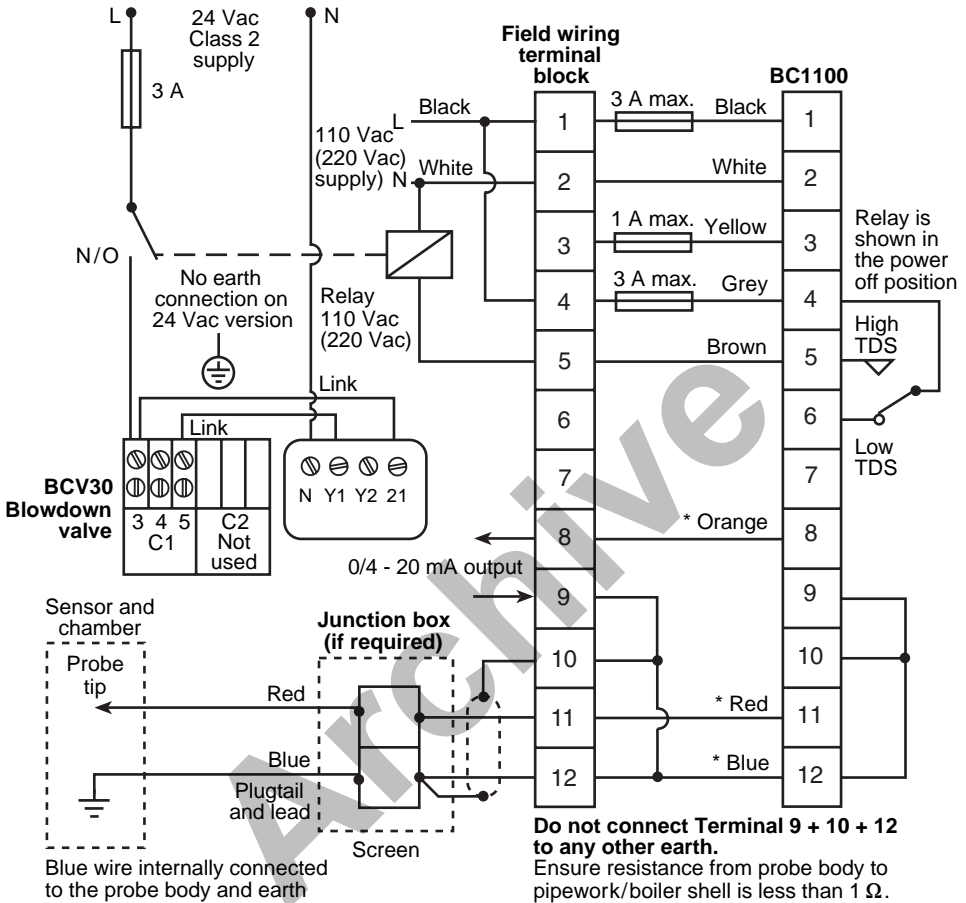 L
24 Vac
Class 2
supply
N
3 A
N/O
No earth
connection on
24 Vac version
Relay
110 Vac
(220 Vac)
110 Vac
(220 Vac)
supply)
L
N
Black
White
Field wiring
terminal
block
1
2
3
4
5
6
7
8
9
10
11
12
3 A max.
Black
White
1 A max.
Yellow
3 A max.
Grey
Brown
* Orange
* Red
* Blue
BC1100
1
2
3
4
5
6
7
8
9
10
11
12
Relay is
shown in
the power
off position
High
TDS
Low
TDS
Link
Link
BCV30
Blowdown
valve
3 4 5
C1
C2
Not
used
N Y1 Y2 21
0/4 - 20 mA output
Sensor and
chamber
Probe
tip
Red
Blue
Plugtail
and lead
Junction box
(if required)
Screen
Blue wire internally connected
to the probe body and earth
Do not connect Terminal 9 + 10 + 12
to any other earth.
Ensure resistance from probe body to
pipework/boiler shell is less than 1 Ω.
Archive